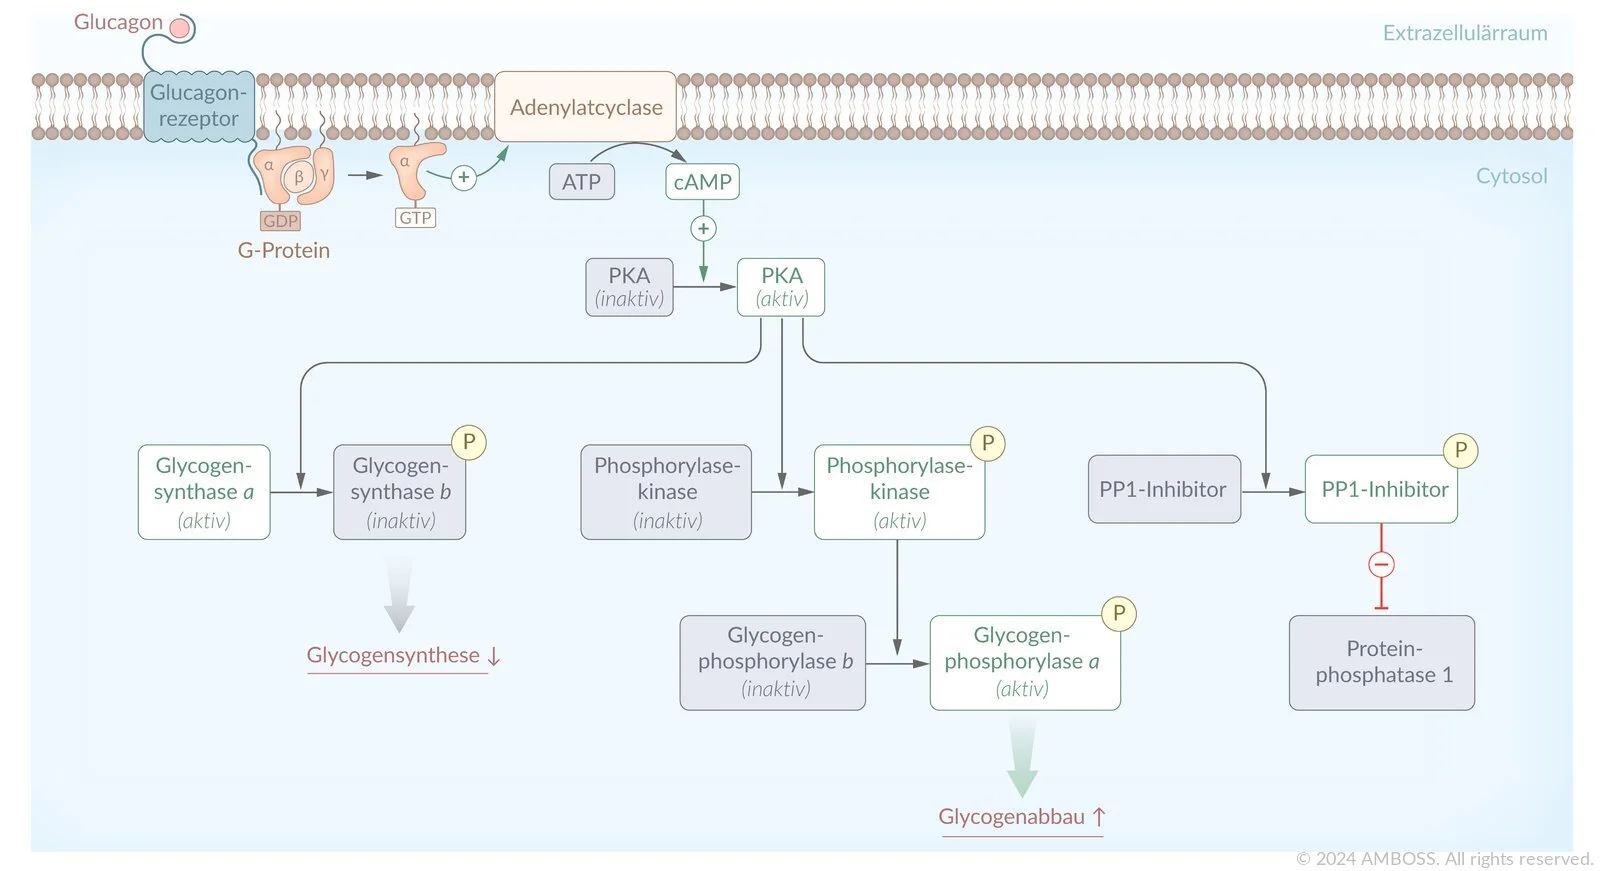 Glucagon
Extrazellulärraum
Glucagon-
rezeptor
Adenylatcyclase
α
β
γ
GDP
G-Protein
α
GTP
+
ATP
cAMP
Cytosol
+
PKA
(inaktiv)
PKA
(aktiv)
Glycogen-
synthase a
(aktiv)
Glycogen-
synthase b
(inaktiv)
P
Phosphorylase-
kinase
(inaktiv)
Phosphorylase-
kinase
(aktiv)
P
PP1-Inhibitor
PP1-Inhibitor
P
−
Glycogensynthese ↓
Glycogen-
phosphorylase b
(inaktiv)
Glycogen-
phosphorylase a
(aktiv)
P
Protein-
phosphatase 1
Glycogenabbau ↑
© 2024 AMBOSS. All rights reserved.